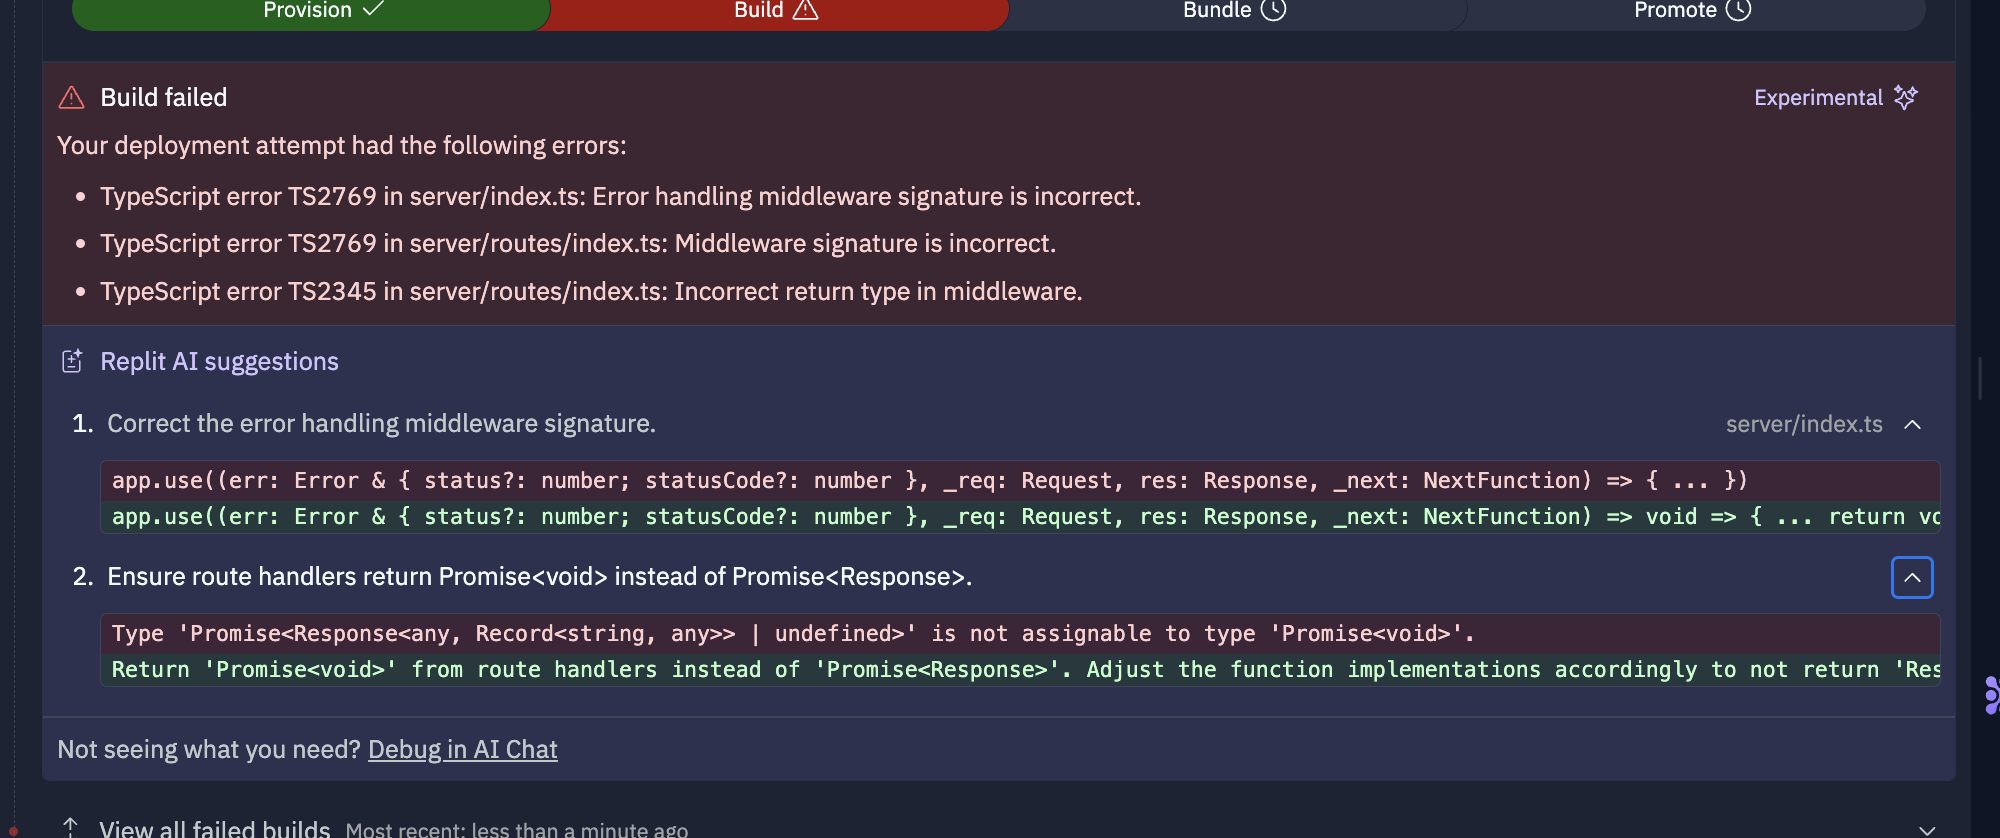 Provision
Build
Bundle
Promote
Build failed
Experimental
Your deployment attempt had the following errors:
• TypeScript error TS2769 in server/index.ts: Error handling middleware signature is incorrect.
• TypeScript error TS2769 in server/routes/index.ts: Middleware signature is incorrect.
• TypeScript error TS2345 in server/routes/index.ts: Incorrect return type in middleware.
Replit AI suggestions
1. Correct the error handling middleware signature.
server/index.ts
app.use((err: Error & { status?: number; statusCode?: number }, _req: Request, res: Response, _next: NextFunction) => { ... })
app.use((err: Error & { status?: number; statusCode?: number }, _req: Request, res: Response, _next: NextFunction) => void => { ... return
2. Ensure route handlers return Promise<void> instead of Promise<Response>.
Type 'Promise<Response<any, Record<string, any>> | undefined>' is not assignable to type 'Promise<void>'.
Return 'Promise<void>' from route handlers instead of 'Promise<Response>'. Adjust the function implementations accordingly to not return 'Res
Not seeing what you need? Debug in AI Chat
View all failed builds Most recent: less than a minute ago